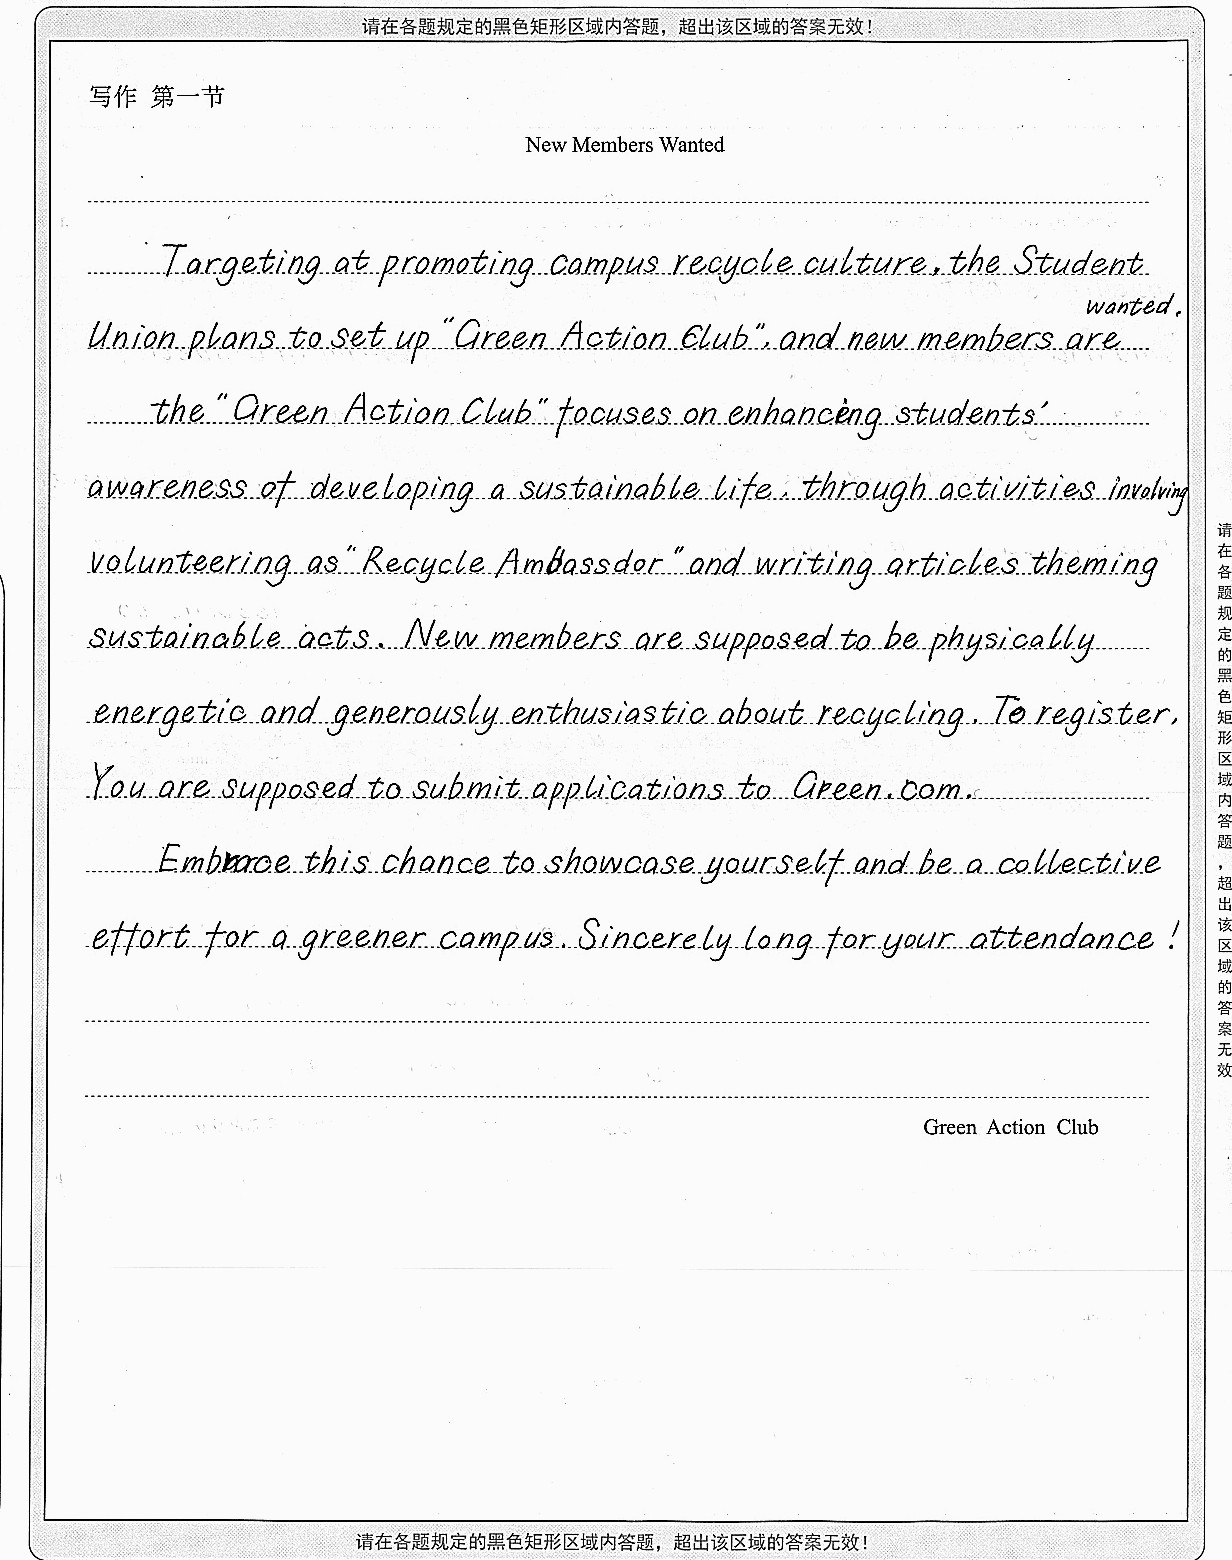 请在各题规定的黑色矩形区域内答题，超出该区域的答案无效！
写作 第一节
New Members Wanted
Targeting at promoting campus recycle culture, the Student
wanted.
Union plans to set up "Green Action Club", and new members are
the "Green Action Club" focuses on enhancing students'
awareness of developing a sustainable life, through activities involving
volunteering as "Recycle Ambassdor" and writing articles theming
sustainable acts. New members are supposed to be physically
energetic and generously enthusiastic about recycling. To register,
You are supposed to submit applications to Green.com.
Embrace this chance to showcase yourself and be a collective
effort for a greener campus. Sincerely long for your attendance!
Green Action Club
请在各题规定的黑色矩形区域内答题，超出该区域的答案无效！
请在各题规定的黑色矩形区域内答题，超出该区域的答案无效